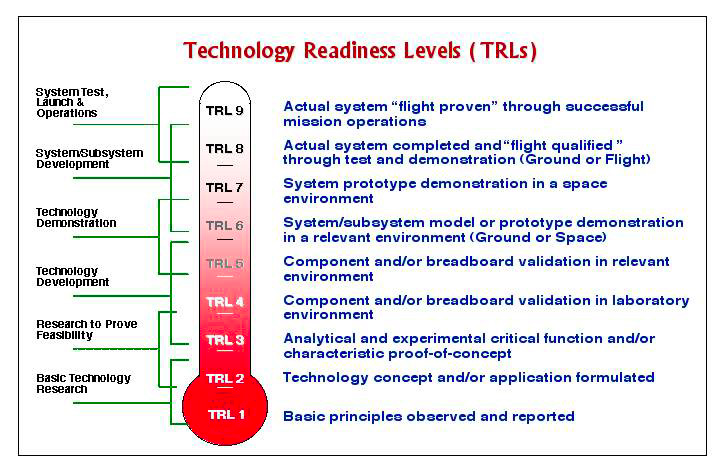 Technology Readiness Levels ( TRLs)
System Test,
Launch &
Operations
System/Subsystem
Development
Technology
Demonstration
Technology
Development
Research to Prove
Feasibility
Basic Technology
Research
TRL 9
TRL 8
TRL 7
TRL 6
TRL 5
TRL 4
TRL 3
TRL 2
TRL 1
Actual system “flight proven” through successful
mission operations
Actual system completed and “flight qualified ”
through test and demonstration (Ground or Flight)
System prototype demonstration in a space
environment
System/subsystem model or prototype demonstration
in a relevant environment (Ground or Space)
Component and/or breadboard validation in relevant
environment
Component and/or breadboard validation in laboratory
environment
Analytical and experimental critical function and/or
characteristic proof-of-concept
Technology concept and/or application formulated
Basic principles observed and reported